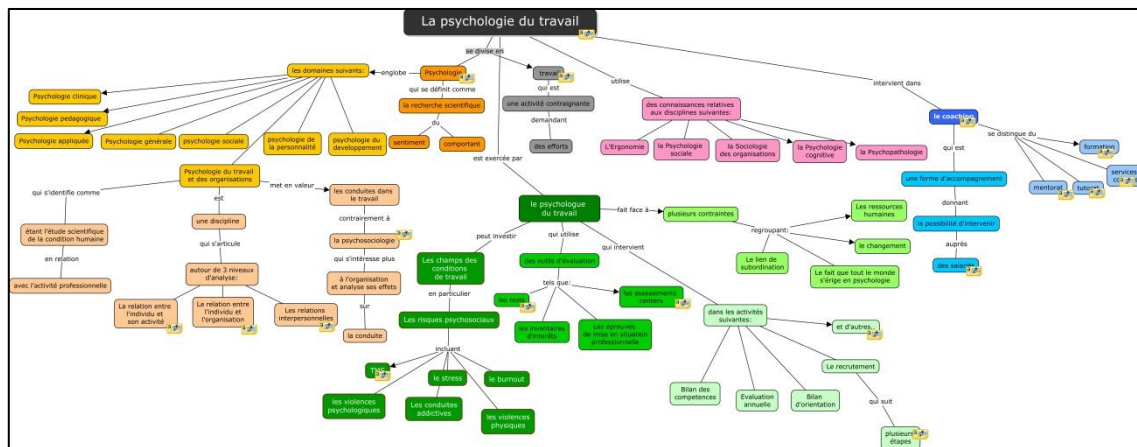 La psychologie du travail
se divise en
les domaines suivants:
englobe
Psychologie
travail
utilise
intervient dans
Psychologie clinique
qui se définit comme
qui est
Psychologie pedagogique
la recherche scientifique
une activité contraignante
des connaissances relatives
aux disciplines suivantes:
le coaching
Psychologie appliquée
Psychologie générale
psychologie sociale
psychologie de
la personnalité
psychologie du
developpement
du
demandant
qui est
se distingue du
sentiment
comportant
des efforts
L'Ergonomie
la Psychologie
sociale
la Sociologie
des organisations
la Psychologie
cognitive
la Psychopathologie
formation
services
mentorat
tutorat
est exercée par
Psychologie du travail
et des organisations
une forme d'accompagnement
qui s'identifie comme
est
met en valeur
les conduites dans
le travail
donnant
le psychologue
du travail
fait face à
plusieurs contraintes
Les ressources
humaines
la possibilité d'intervenir
étant l'étude scientifique
de la condition humaine
une discipline
contrairement à
la psychosociologie
peut investir
qui utilise
qui intervient
regroupant:
le changement
auprès
en relation
qui s'articule
qui s'intéresse plus
Les champs des
conditions
de travail
des outils d'évaluation
Le lien de
subordination
Le fait que tout le monde
s'érige en psychologie
des salariés
avec l'activité professionnelle
autour de 3 niveaux
d'analyse:
à l'organisation
et analyse ses effets
en particulier
tels que:
les tests
les assessments
centers
La relation entre
l'individu et
son activité
La relation entre
l'individu et
l'organisation
Les relations
interpersonnelles
sur
la conduite
Les risques psychosociaux
les inventaires
d'intérêts
Les épreuves
de mise en situation
professionnelle
dans les activités
suivantes:
et d'autres..
incluant
TMS
le stress
le burnout
Le recrutement
les violences
psychologiques
Les conduites
addictives
les violences
physiques
Bilan des
competences
Evaluation
annuelle
Bilan
d'orientation
qui suit
plusieurs
étapes